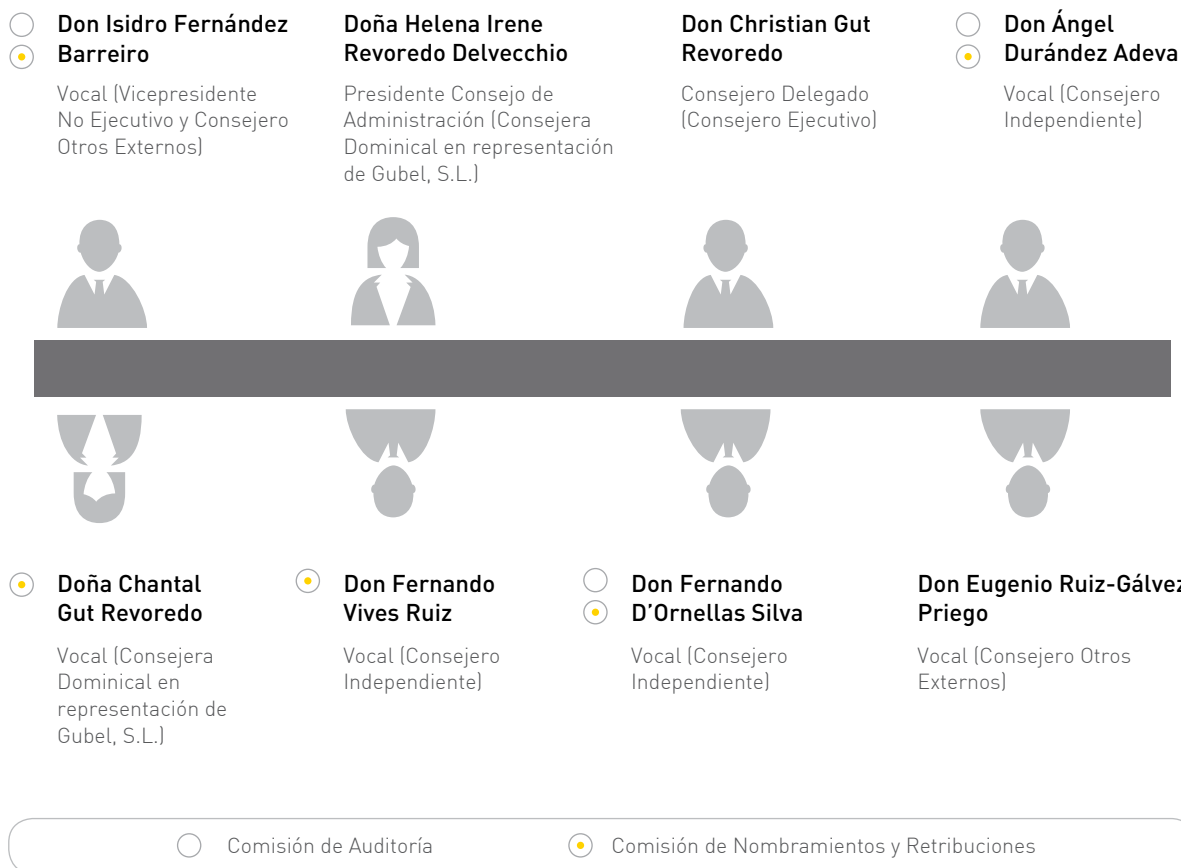 Don Isidro Fernández
Barreiro
Vocal (Vicepresidente
No Ejecutivo y Consejero
Otros Externos)
Doña Helena Irene
Revoredo Delvecchio
Presidente Consejo de
Administración (Consejera
Dominical en representación
de Gubel, S.L.)
Don Christian Gut
Revoredo
Consejero Delegado
(Consejero Ejecutivo)
Don Ángel
Durández Adeva
Vocal (Consejero
Independiente)
Doña Chantal
Gut Revoredo
Vocal (Consejera
Dominical en
representación de
Gubel, S.L.)
Don Fernando
Vives Ruiz
Vocal (Consejero
Independiente)
Don Fernando
D’Ornellas Silva
Vocal (Consejero
Independiente)
Don Eugenio Ruiz-Gálvez
Priego
Vocal (Consejero Otros
Externos)
Comisión de Auditoría
Comisión de Nombramientos y Retribuciones